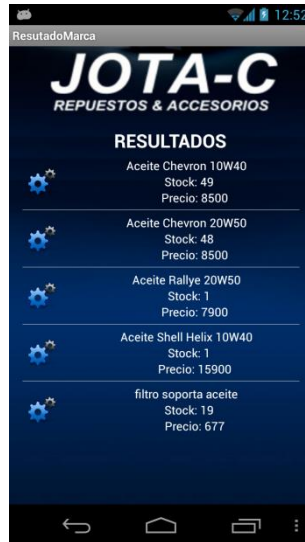 12:52
ResutadoMarca
JOTA-C
REPUESTOS & ACCESORIOS
RESULTADOS
Aceite Chevron 10W40
Stock: 49
Precio: 8500
Aceite Chevron 20W50
Stock: 48
Precio: 8500
Aceite Rallye 20W50
Stock: 1
Precio: 7900
Aceite Shell Helix 10W40
Stock: 1
Precio: 15900
filtro soporta aceite
Stock: 19
Precio: 677